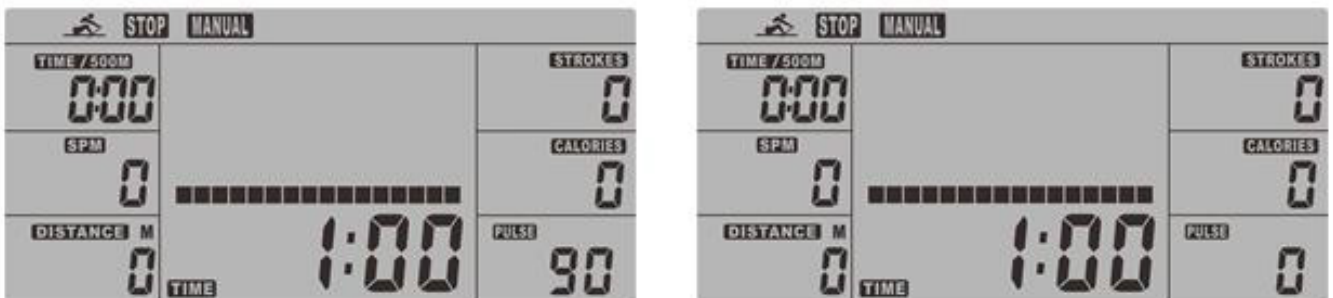 STOP MANUAL
TIME/500M
0:00
STROKES
0
SPM
0
CALORIES
0
DISTANCE M
0
TIME
1:00
PULSE
90
STOP MANUAL
TIME/500M
0:00
STROKES
0
SPM
0
CALORIES
0
DISTANCE M
0
TIME
1:00
PULSE
0